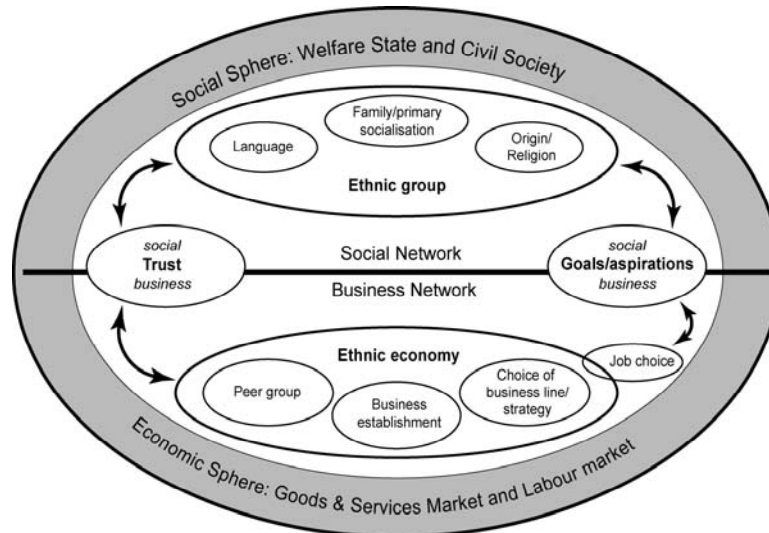 Social Sphere: Welfare State and Civil Society
Family/primary
socialisation
Language
Origin/
Religion
Ethnic group
social
Trust
business
Social Network
Business Network
social
Goals/aspirations
business
Ethnic economy
Job choice
Peer group
Business
establishment
Choice of
business line/
strategy
Economic Sphere: Goods & Services Market and Labour market